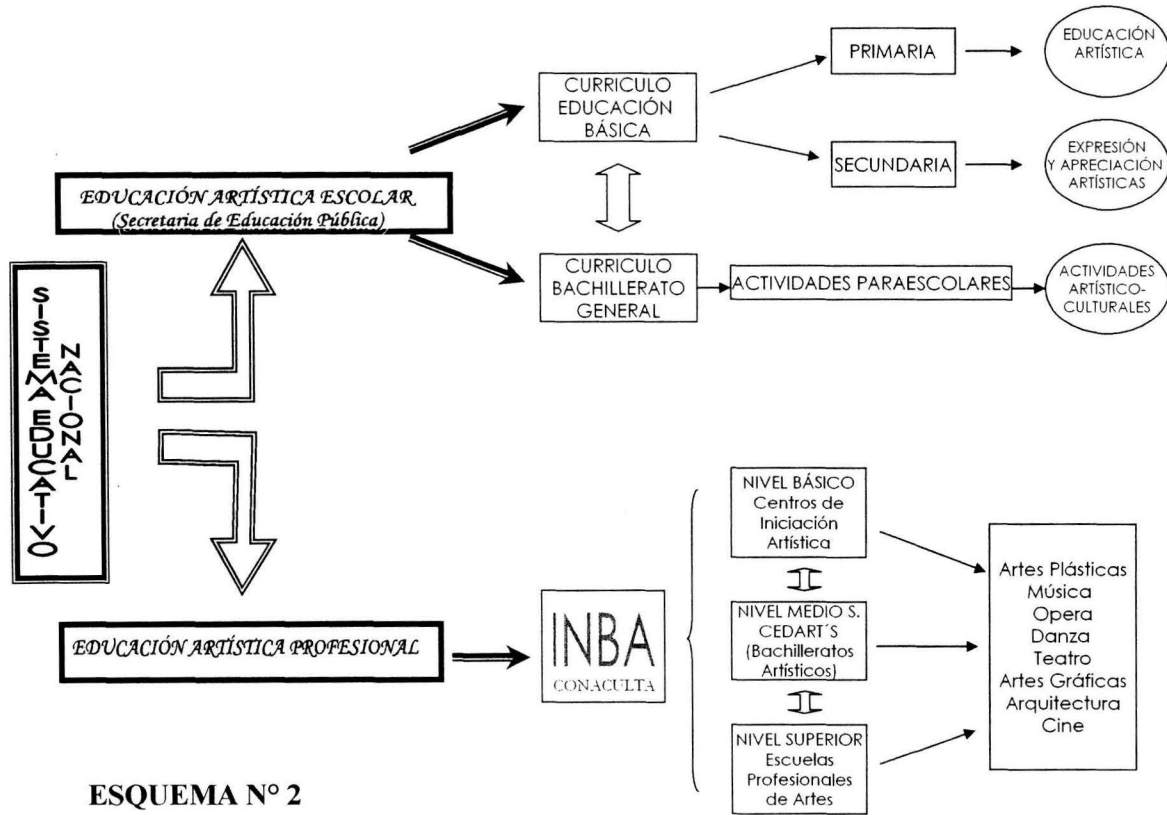 SISTEMA EDUCATIVO
NACIONAL
EDUCACIÓN ARTÍSTICA ESCOLAR
(Secretaria de Educación Pública)
CURRICULO
EDUCACIÓN
BÁSICA
PRIMARIA
EDUCACIÓN
ARTÍSTICA
SECUNDARIA
EXPRESIÓN
Y APRECIACIÓN
ARTÍSTICAS
CURRICULO
BACHILLERATO
GENERAL
ACTIVIDADES PARAESCOLARES
ACTIVIDADES
ARTÍSTICO-
CULTURALES
EDUCACIÓN ARTÍSTICA PROFESIONAL
INBA
CONACULTA
NIVEL BÁSICO
Centros de
Iniciación
Artística
NIVEL MEDIO S.
CEDART´S
(Bachilleratos
Artísticos)
NIVEL SUPERIOR
Escuelas
Profesionales
de Artes
Artes Plásticas
Música
Opera
Danza
Teatro
Artes Gráficas
Arquitectura
Cine
ESQUEMA N° 2